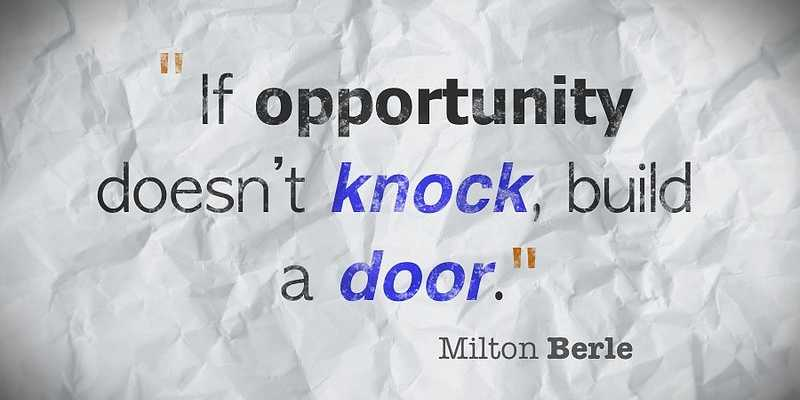 " If opportunity
doesn’t knock, build
a door."
Milton Berle